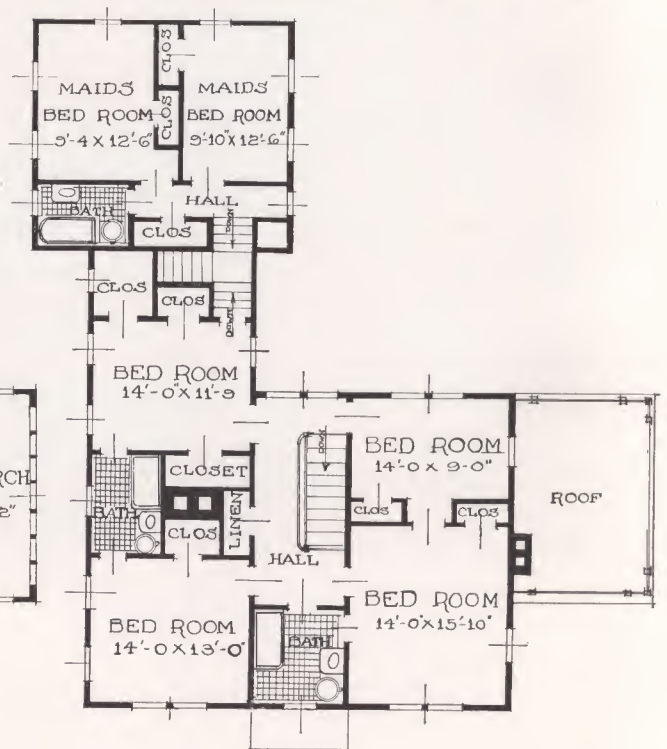 MAIDS
BED ROOM
9'-4 X 12'-6"
CLOS
CLOS
MAIDS
BED ROOM
9'-10" X 12'-6"
BATH
HALL
CLOS
DOWN
CLOS
CLOS
DOWN
BED ROOM
14'-0" X 11'-9
CLOSET
BATH
CLOS
LINEN
DOWN
HALL
BED ROOM
14'-0 X 9'-0"
CLOS
CLOS
ROOF
BED ROOM
14'-0 X 13'-0"
BATH
BED ROOM
14'-0" X 15'-10"
RCH
2"